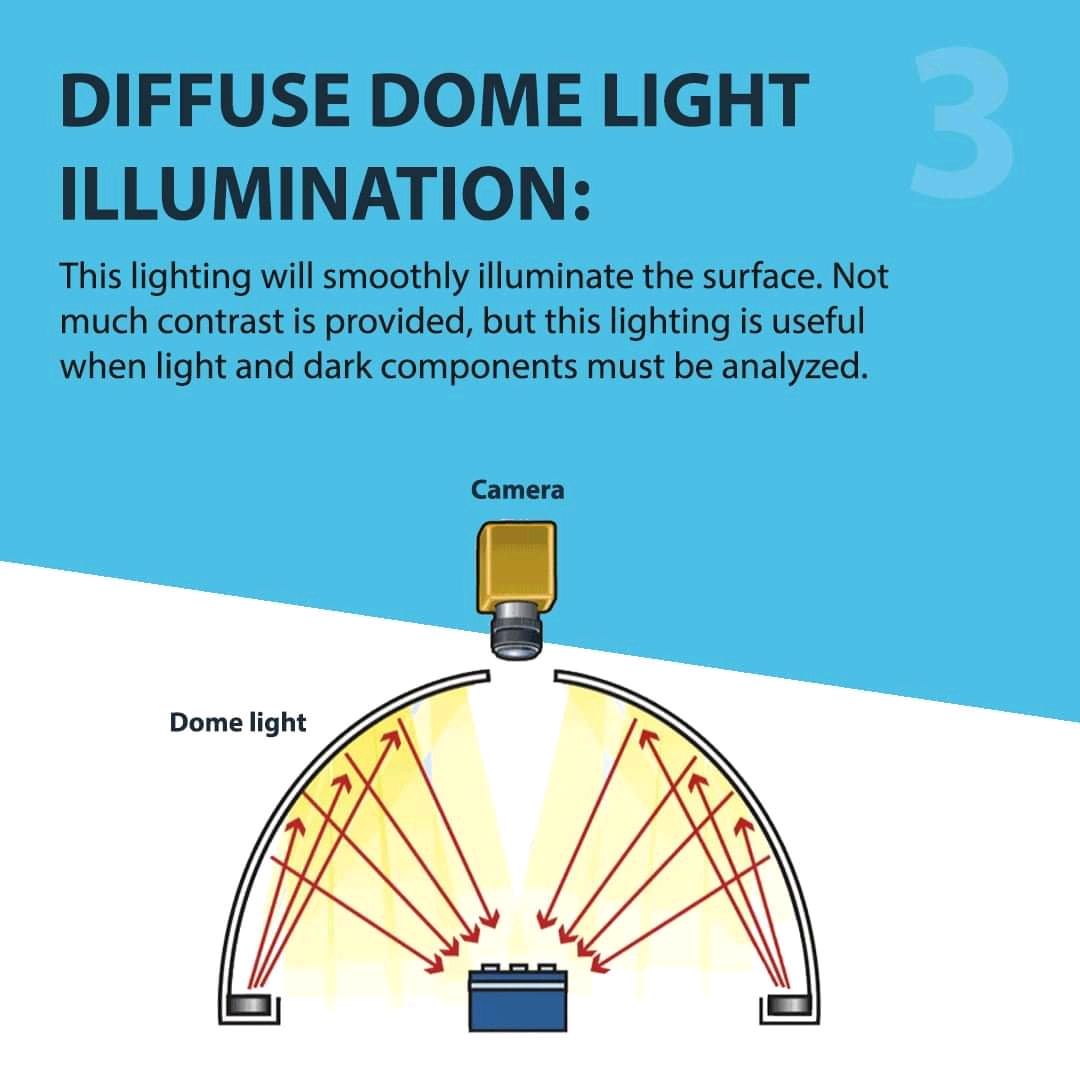 DIFFUSE DOME LIGHT
3
ILLUMINATION:
This lighting will smoothly illuminate the surface. Not
much contrast is provided, but this lighting is useful
when light and dark components must be analyzed.
Camera
Dome light